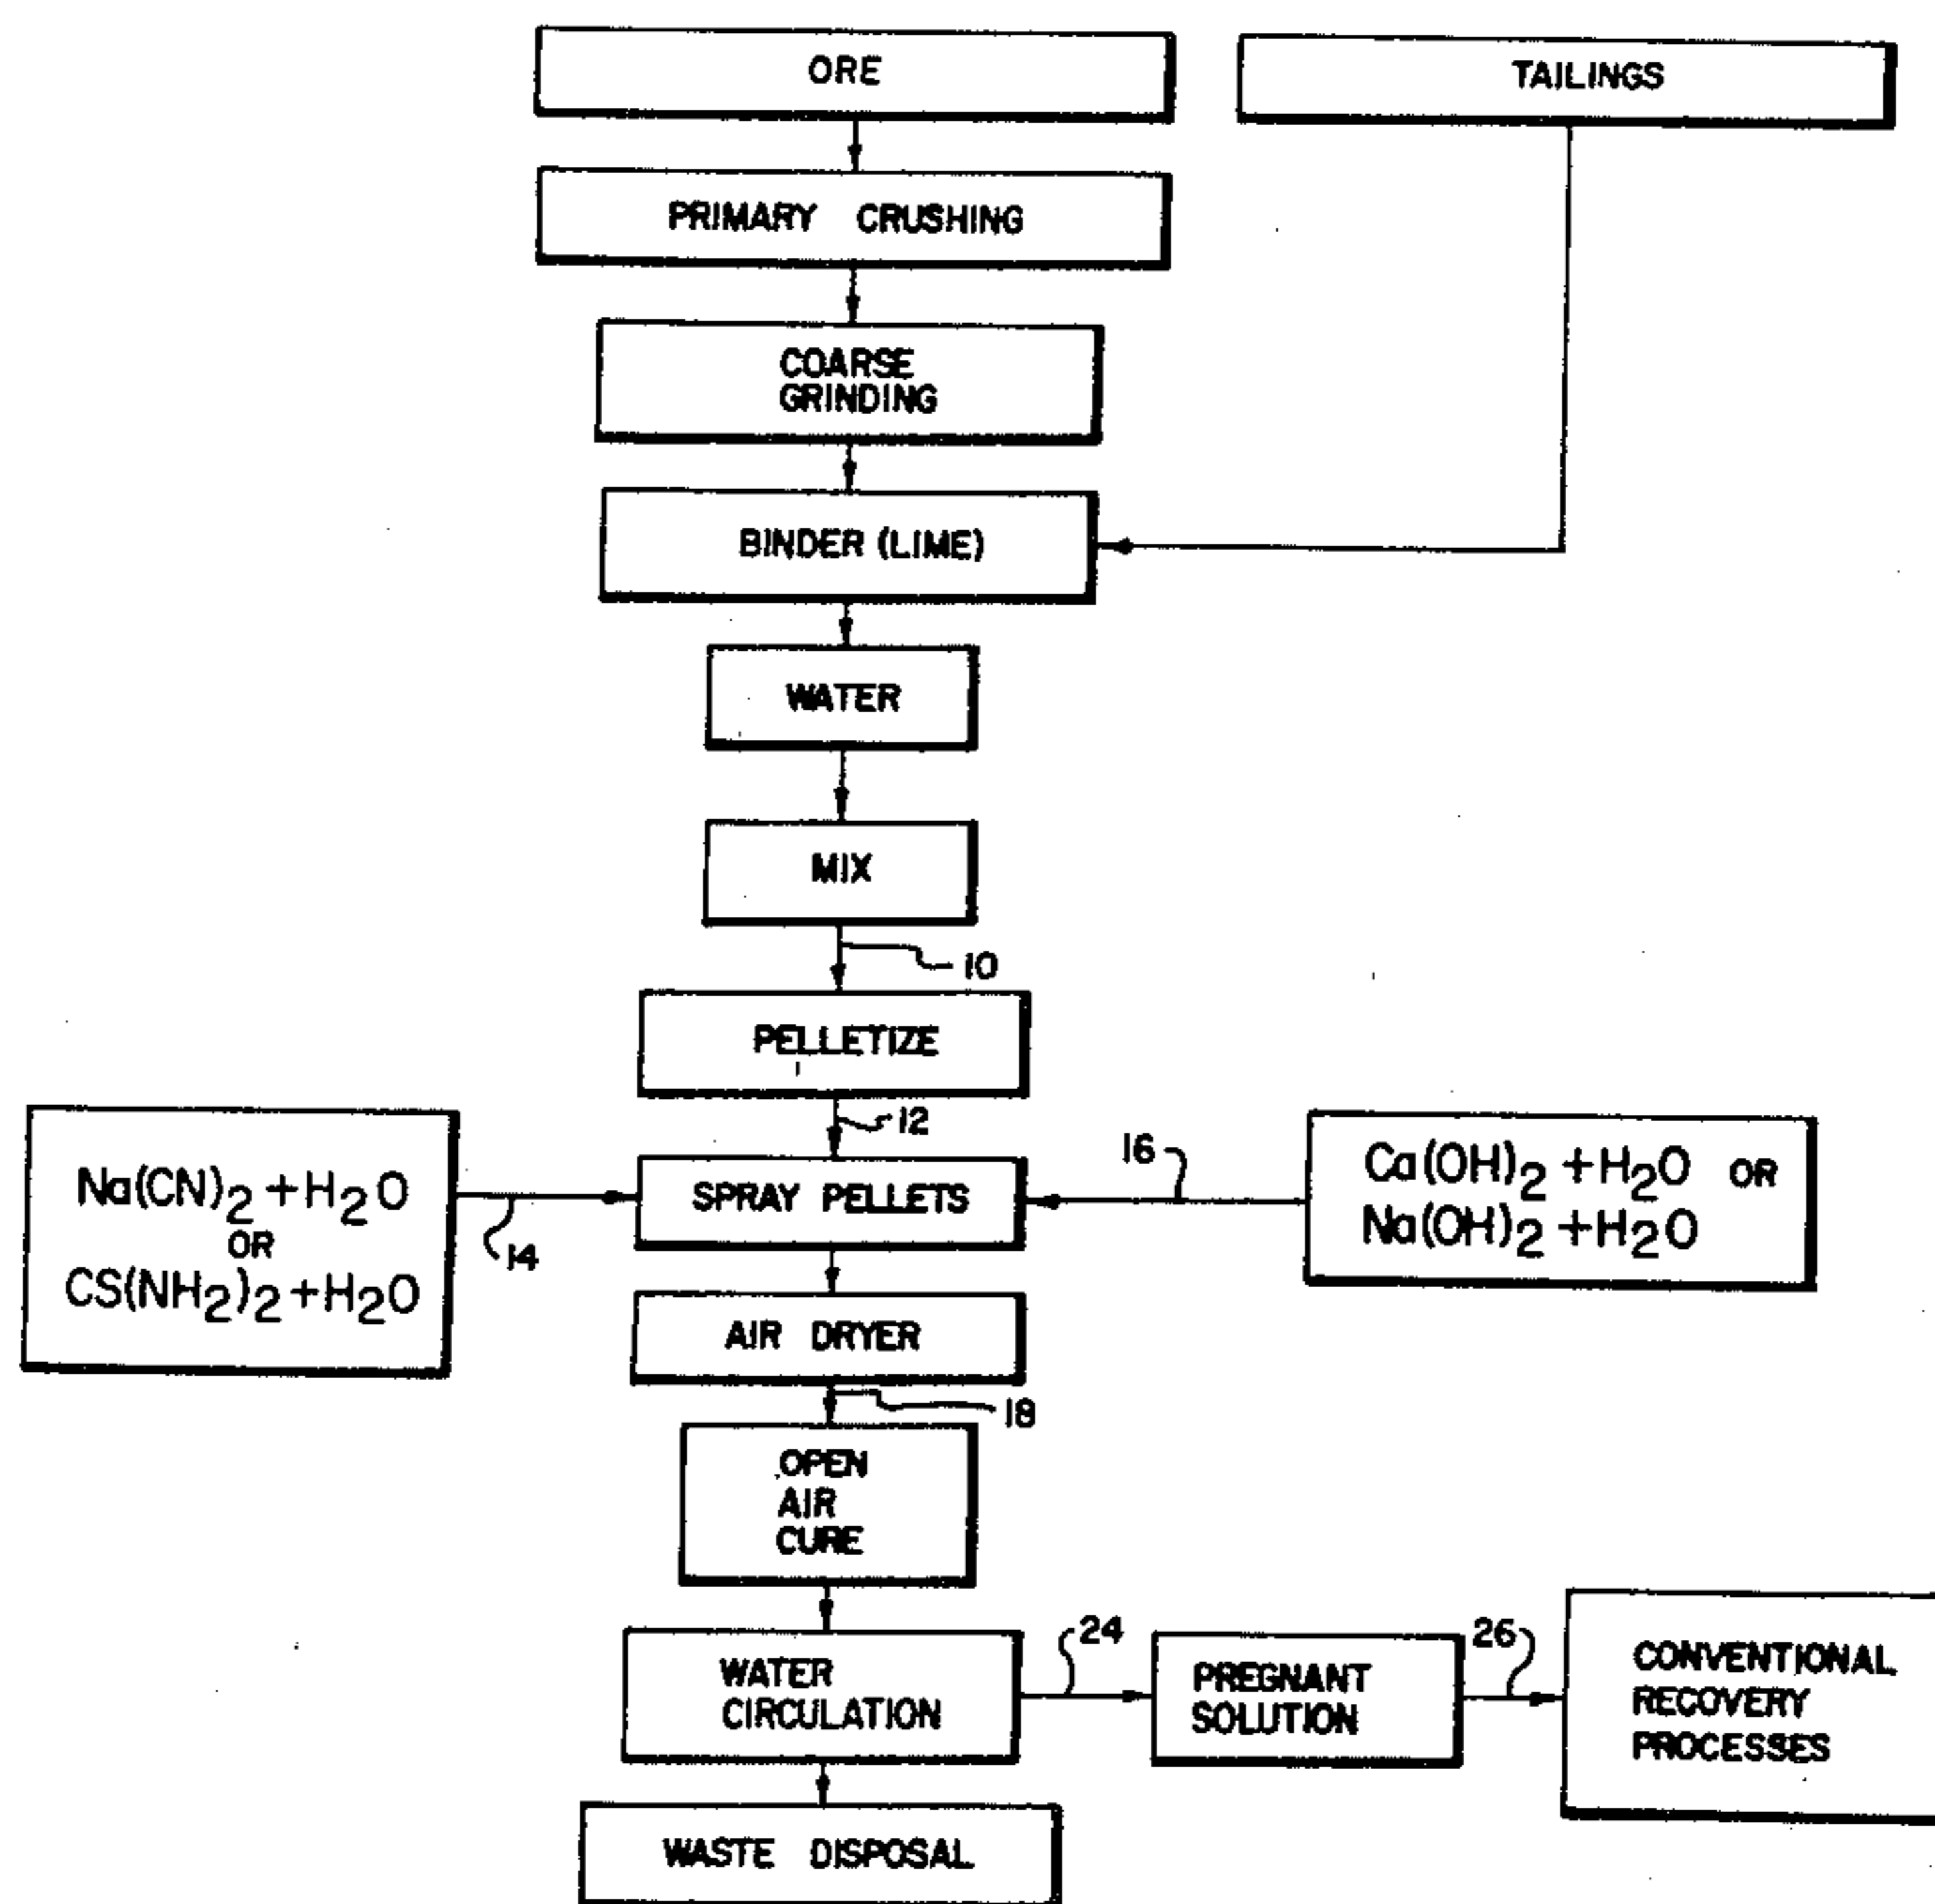 ORE
TAILINGS
PRIMARY CRUSHING
COARSE
GRINDING
BINDER (LIME)
WATER
MIX
10
PELLETIZE
12
Na(CN)2 +H2O
OR
CS(NH2)2 +H2O
14
SPRAY PELLETS
16
Ca(OH)2 +H2O OR
Na(OH)2 +H2O
AIR DRYER
18
OPEN
AIR
CURE
WATER
CIRCULATION
24
PREGNANT
SOLUTION
26
CONVENTIONAL
RECOVERY
PROCESSES
WASTE DISPOSAL